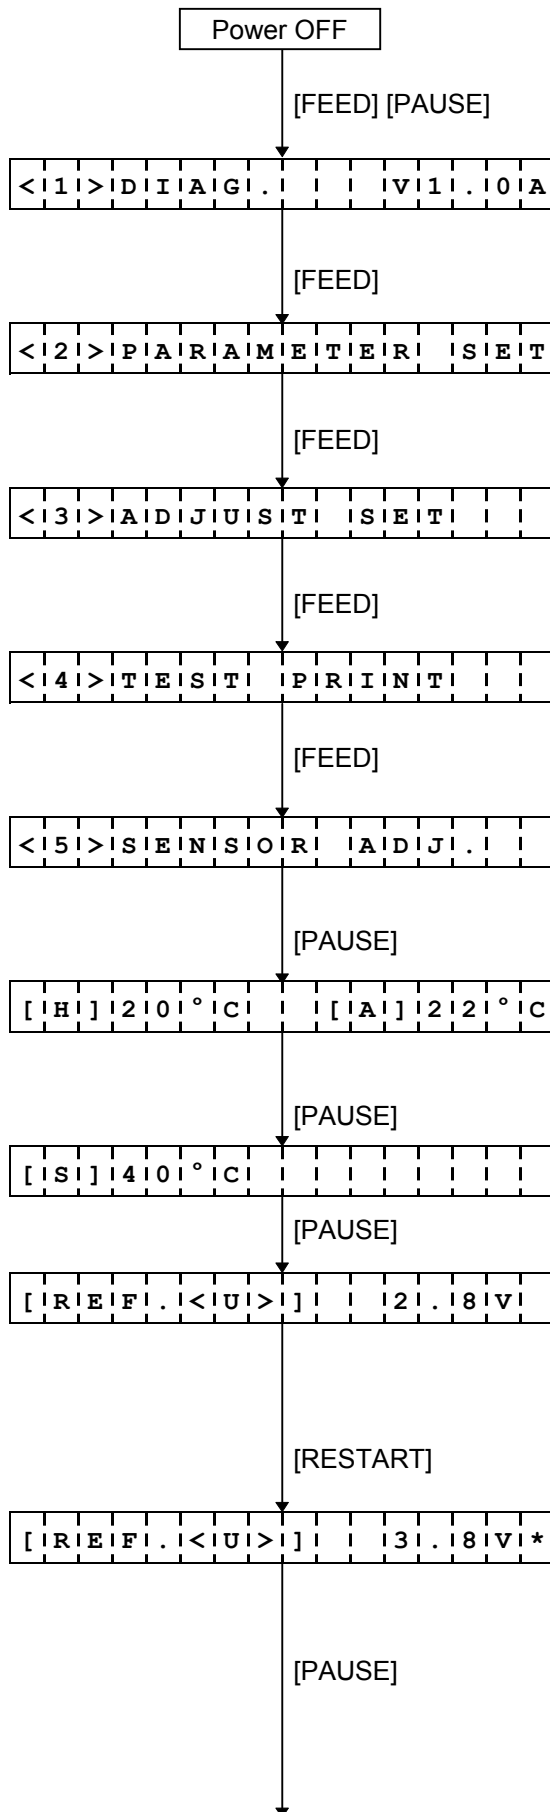 Power OFF
[FEED] [PAUSE]
<1>DIAG.   V1.0A
[FEED]
<2>PARAMETER SET
[FEED]
<3>ADJUST SET
[FEED]
<4>TEST PRINT
[FEED]
<5>SENSOR ADJ.
[PAUSE]
[H]20°C  [A]22°C
[PAUSE]
[S]40°C
[PAUSE]
[REF.<U>]  2.8V
[RESTART]
[REF.<U>]  3.8V*
[PAUSE]